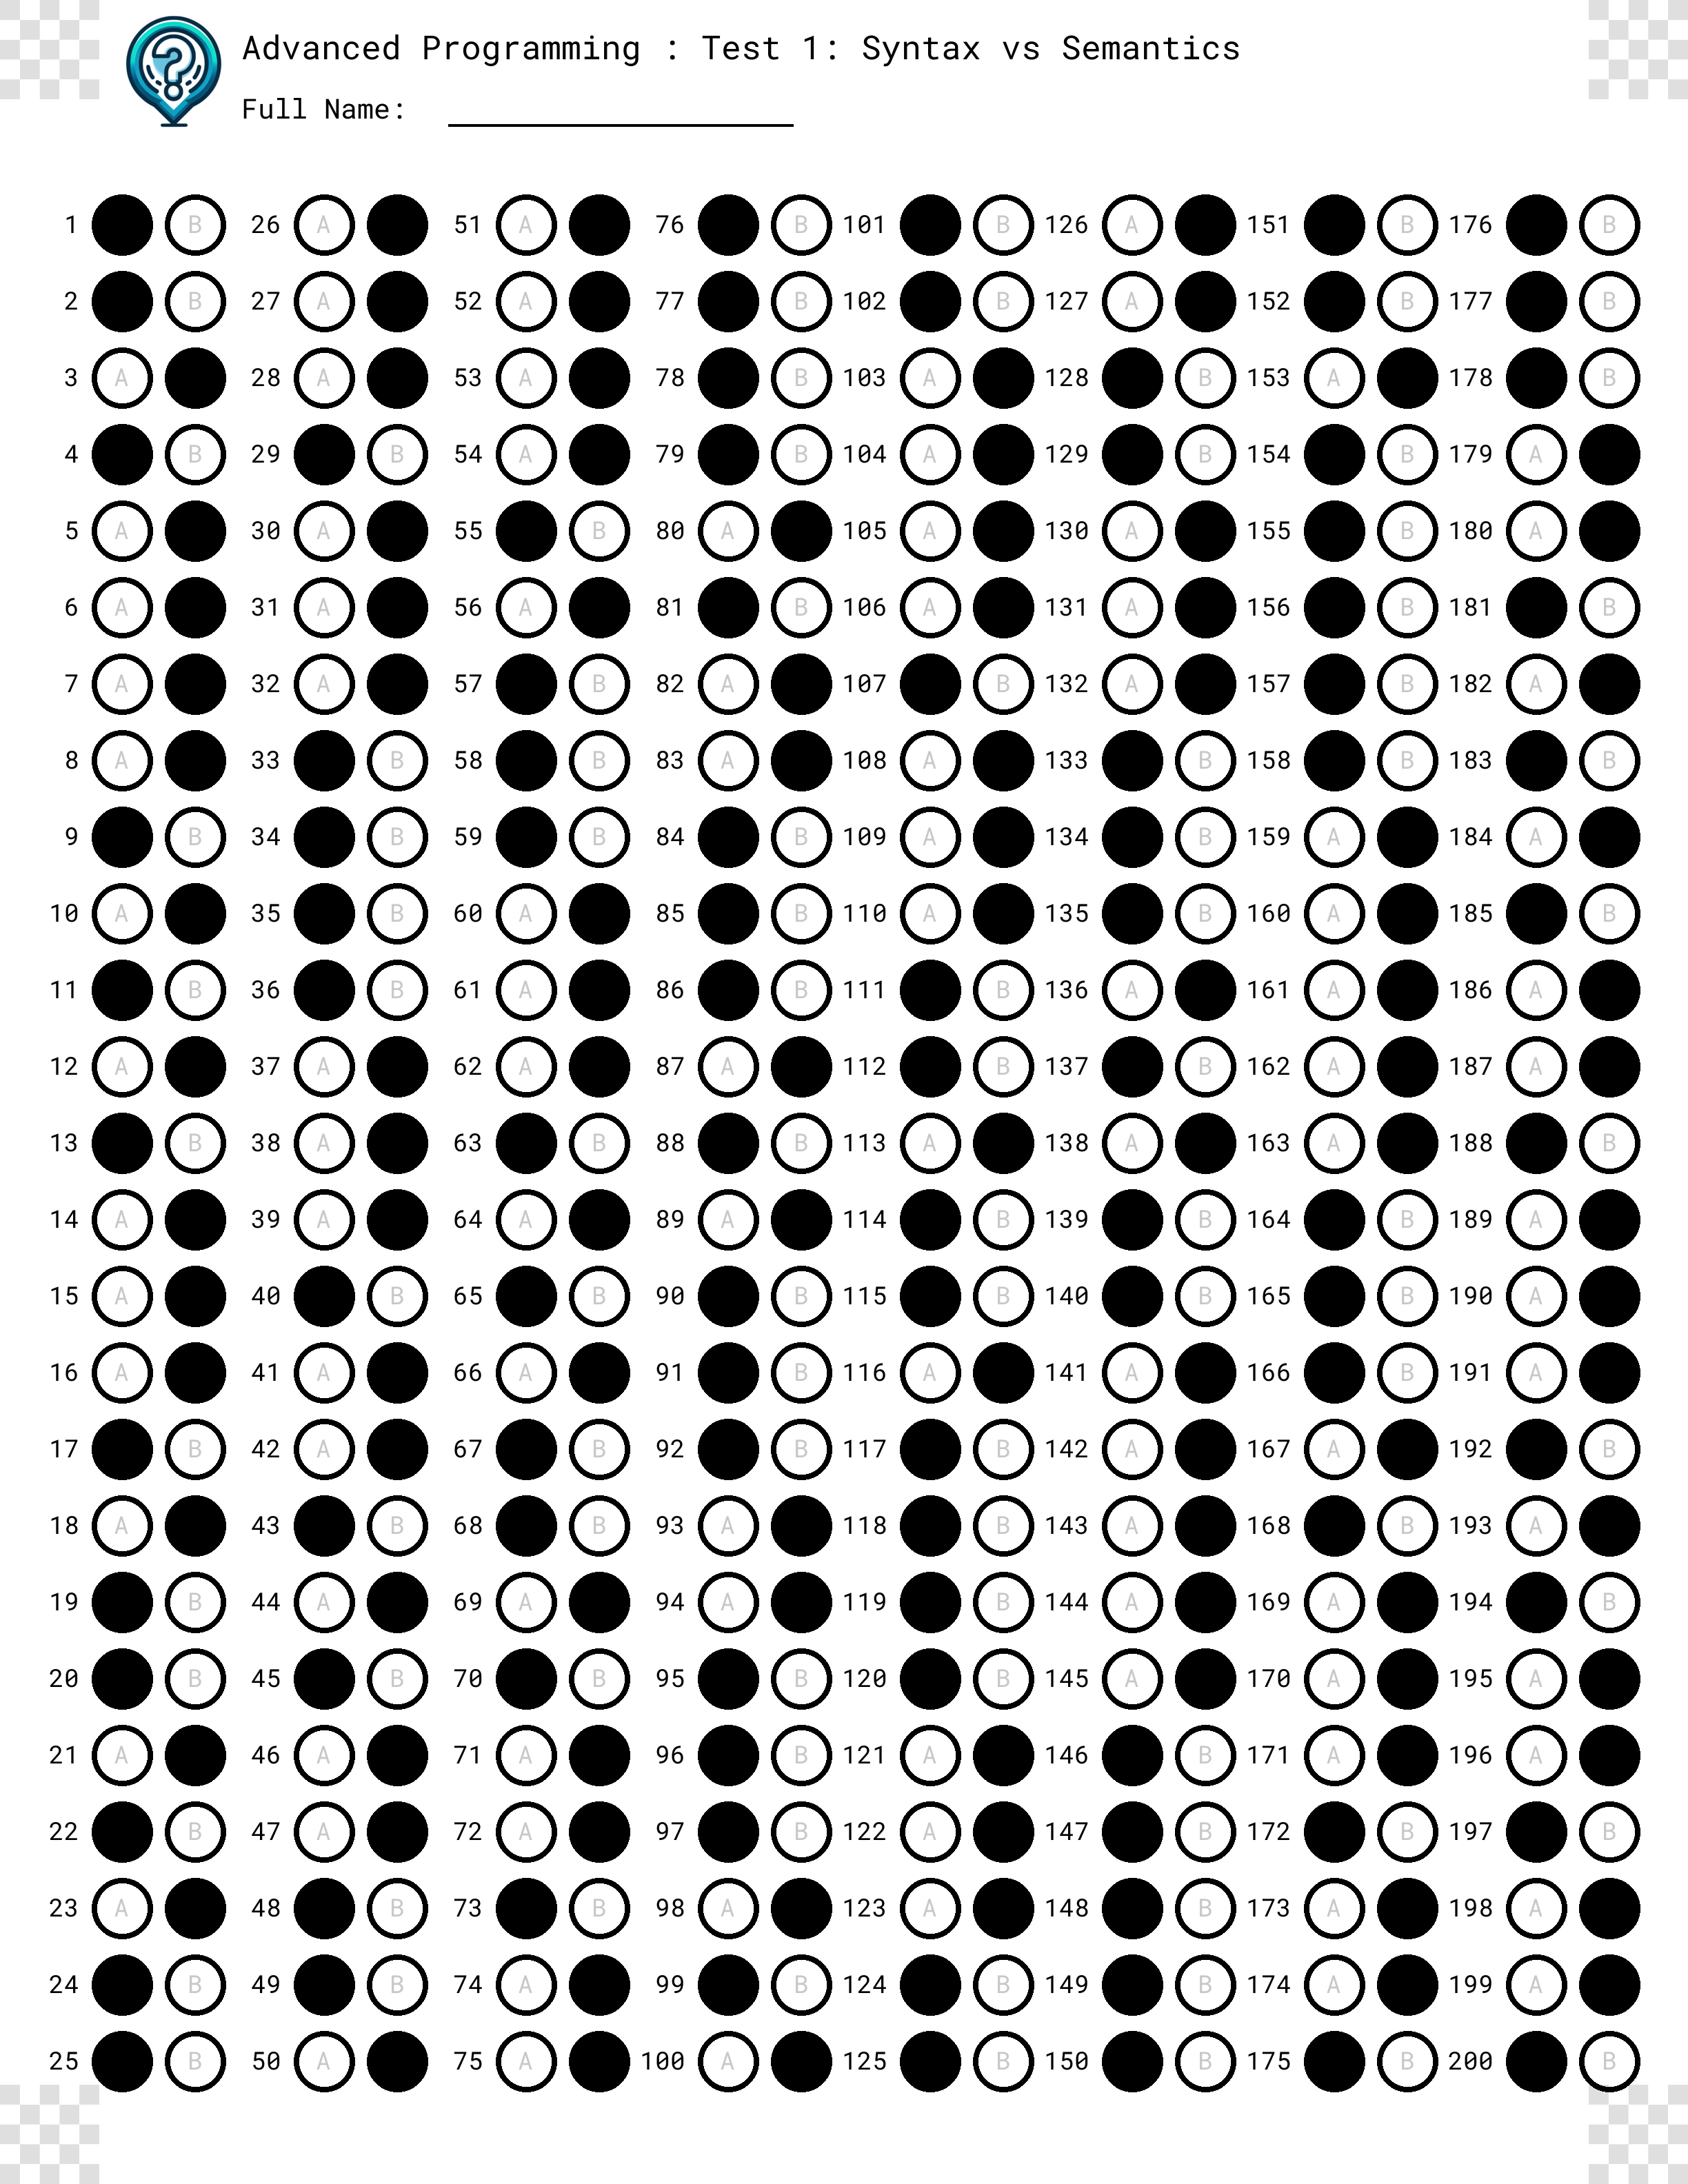 Advanced Programming : Test 1: Syntax vs Semantics
Full Name:
1 B 26 A 51 A 76 B 101 B 126 A 151 B 176 B
2 B 27 A 52 A 77 B 102 B 127 A 152 B 177 B
3 A 28 A 53 A 78 B 103 A 128 B 153 A 178 B
4 B 29 B 54 A 79 B 104 A 129 B 154 B 179 A
5 A 30 A 55 B 80 A 105 A 130 A 155 B 180 A
6 A 31 A 56 A 81 B 106 A 131 A 156 B 181 B
7 A 32 A 57 B 82 A 107 B 132 A 157 B 182 A
8 A 33 B 58 B 83 A 108 A 133 B 158 B 183 B
9 B 34 B 59 B 84 B 109 A 134 B 159 A 184 A
10 A 35 B 60 A 85 B 110 A 135 B 160 A 185 B
11 B 36 B 61 A 86 B 111 B 136 A 161 A 186 A
12 A 37 A 62 A 87 A 112 B 137 B 162 A 187 A
13 B 38 A 63 B 88 B 113 A 138 A 163 A 188 B
14 A 39 A 64 A 89 A 114 B 139 B 164 B 189 A
15 A 40 B 65 B 90 B 115 B 140 B 165 B 190 A
16 A 41 A 66 A 91 B 116 A 141 A 166 B 191 A
17 B 42 A 67 B 92 B 117 B 142 A 167 A 192 B
18 A 43 B 68 B 93 A 118 B 143 A 168 B 193 A
19 B 44 A 69 A 94 A 119 B 144 A 169 A 194 B
20 B 45 B 70 B 95 B 120 B 145 A 170 A 195 A
21 A 46 A 71 A 96 B 121 A 146 B 171 A 196 A
22 B 47 A 72 A 97 B 122 A 147 B 172 B 197 B
23 A 48 B 73 B 98 A 123 A 148 B 173 A 198 A
24 B 49 B 74 A 99 B 124 B 149 B 174 A 199 A
25 B 50 A 75 A 100 A 125 B 150 B 175 B 200 B